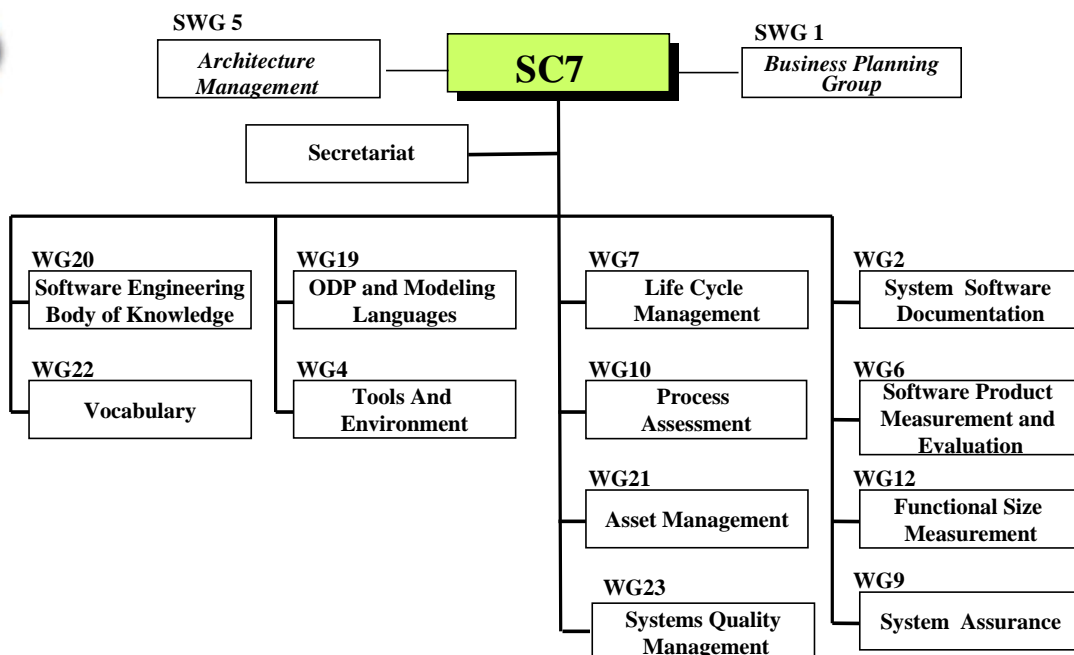 SWG 5
Architecture
Management
SC7
SWG 1
Business Planning
Group
Secretariat
WG20
Software Engineering
Body of Knowledge
WG22
Vocabulary
WG19
ODP and Modeling
Languages
WG4
Tools And
Environment
WG7
Life Cycle
Management
WG10
Process
Assessment
WG21
Asset Management
WG23
Systems Quality
Management
WG2
System Software
Documentation
WG6
Software Product
Measurement and
Evaluation
WG12
Functional Size
Measurement
WG9
System Assurance